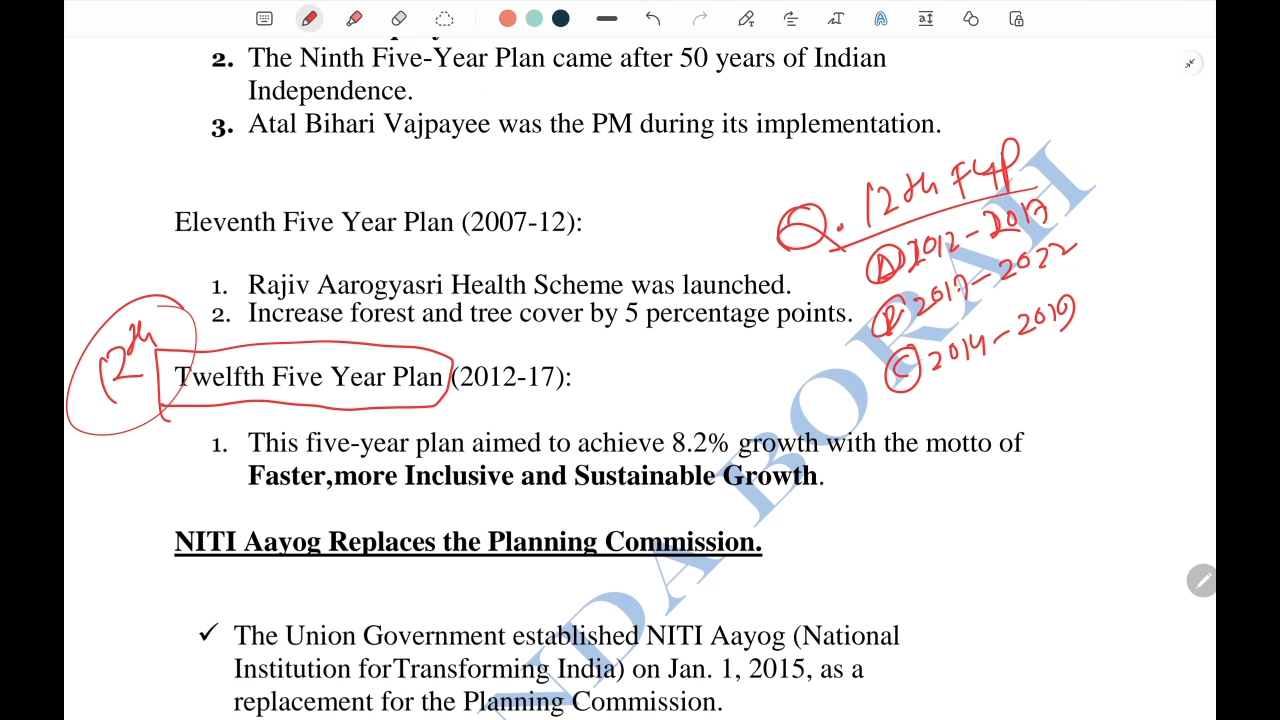 2. The Ninth Five-Year Plan came after 50 years of Indian
Independence.
3. Atal Bihari Vajpayee was the PM during its implementation.
Q. 12th FYP
Eleventh Five Year Plan (2007-12):
A 2012-2017
1. Rajiv Aarogyasri Health Scheme was launched.
B 2017-2022
2. Increase forest and tree cover by 5 percentage points.
C 2014-2019
12th
Twelfth Five Year Plan (2012-17):
1. This five-year plan aimed to achieve 8.2% growth with the motto of
Faster,more Inclusive and Sustainable Growth.
NITI Aayog Replaces the Planning Commission.
✓ The Union Government established NITI Aayog (National
Institution forTransforming India) on Jan. 1, 2015, as a
replacement for the Planning Commission.
NDA BORAH